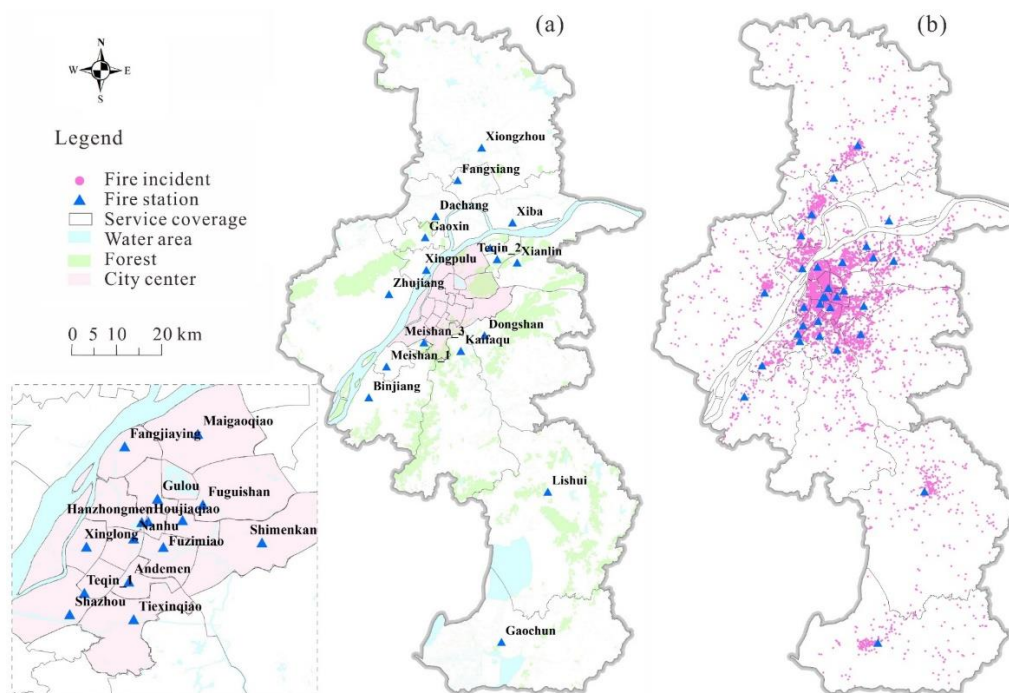 (a)
(b)
N
W
E
S
Legend
Fire incident
Fire station
Service coverage
Water area
Forest
City center
0 10 20 km
Xiongzhou
Fangxiang
Dachang
Xiba
Gaoxin
Teqin_2
Xianlin
Xingpulu
Zhujiang
Dongshan
Meishan_3
Kaifaqu
Meishan_1
Binjiang
Lishui
Gaochun
Maigaoqiao
Fangjiaying
Gulou
Fuguishan
Hanzhongmen
Houjiaqiao
Nanhu
Xinglong
Fuzimiao
Shimenkan
Andemen
Teqin_1
Shazhou
Tiexinqiao